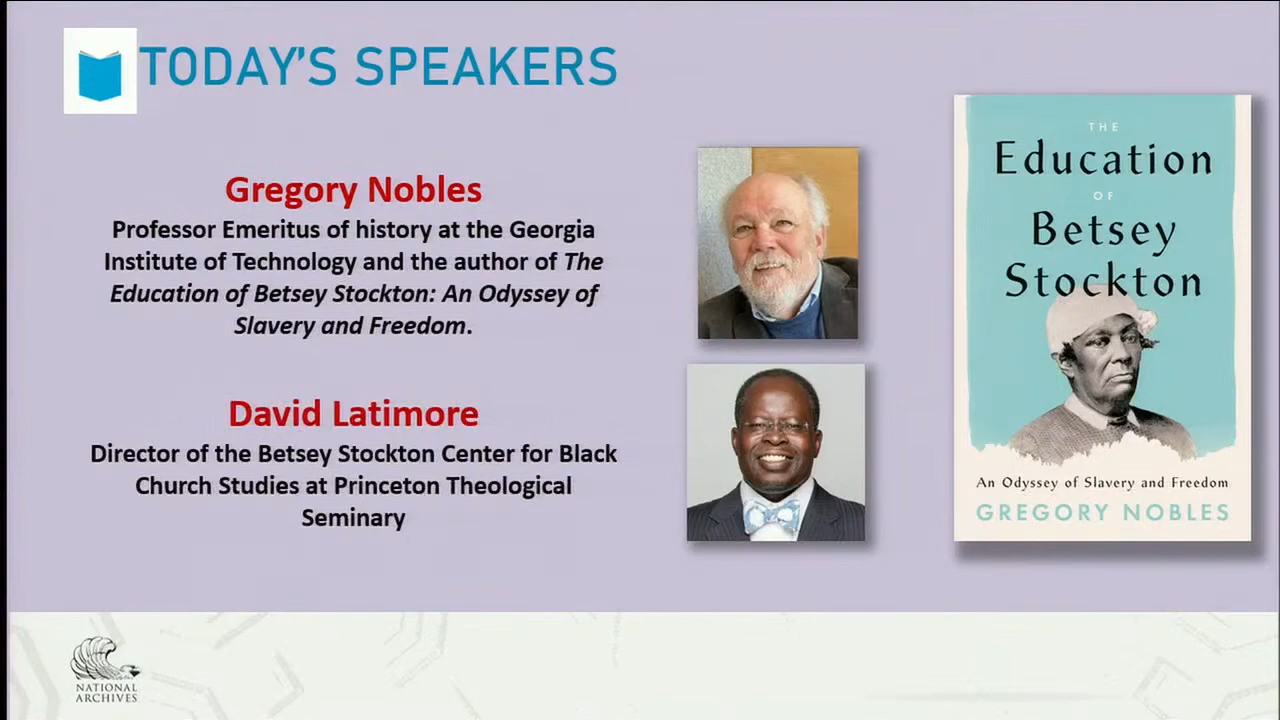 TODAY'S SPEAKERS
Gregory Nobles
Professor Emeritus of history at the Georgia
Institute of Technology and the author of The
Education of Betsey Stockton: An Odyssey of
Slavery and Freedom.
David Latimore
Director of the Betsey Stockton Center for Black
Church Studies at Princeton Theological
Seminary
THE
Education
OF
Betsey
Stockton
An Odyssey of Slavery and Freedom
GREGORY NOBLES
NATIONAL
ARCHIVES